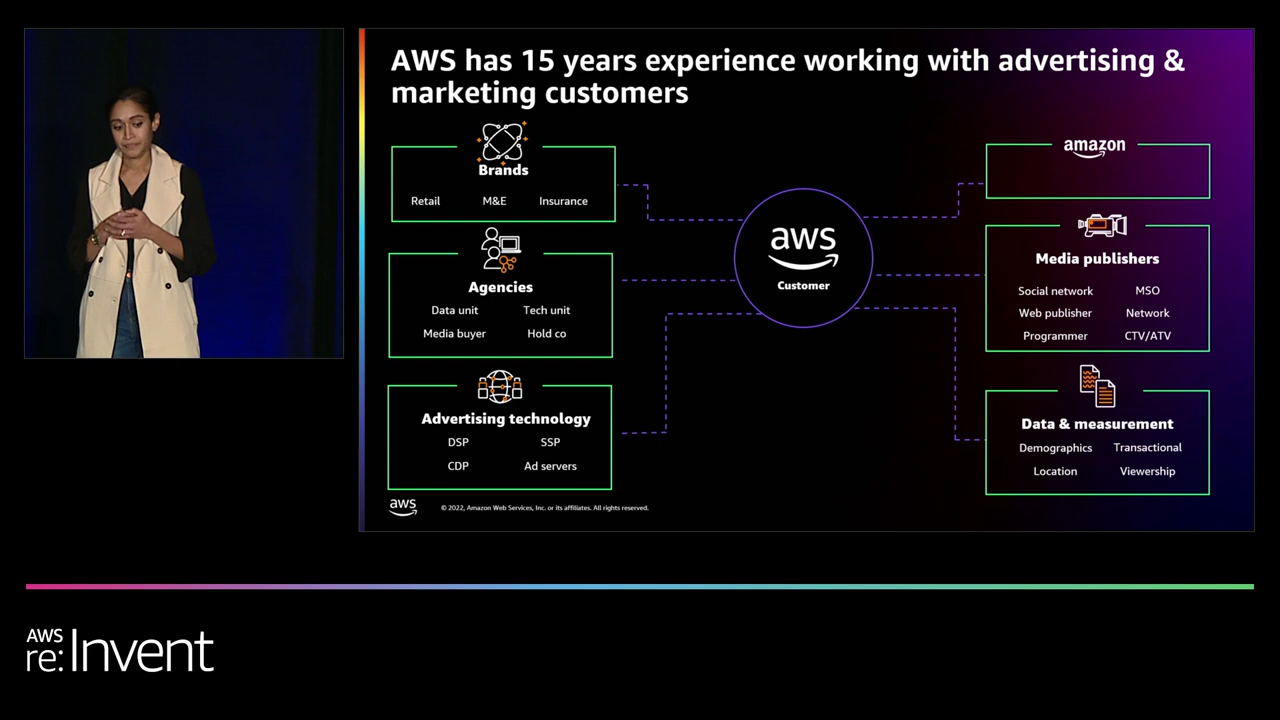 AWS has 15 years experience working with advertising &
marketing customers
Brands
Retail M&E Insurance
Agencies
Data unit Tech unit
Media buyer Hold co
Advertising technology
DSP SSP
CDP Ad servers
aws
Customer
amazon
Media publishers
Social network MSO
Web publisher Network
Programmer CTV/ATV
Data & measurement
Demographics Transactional
Location Viewership
aws
© 2022, Amazon Web Services, Inc. or its affiliates. All rights reserved.
AWS
re:Invent